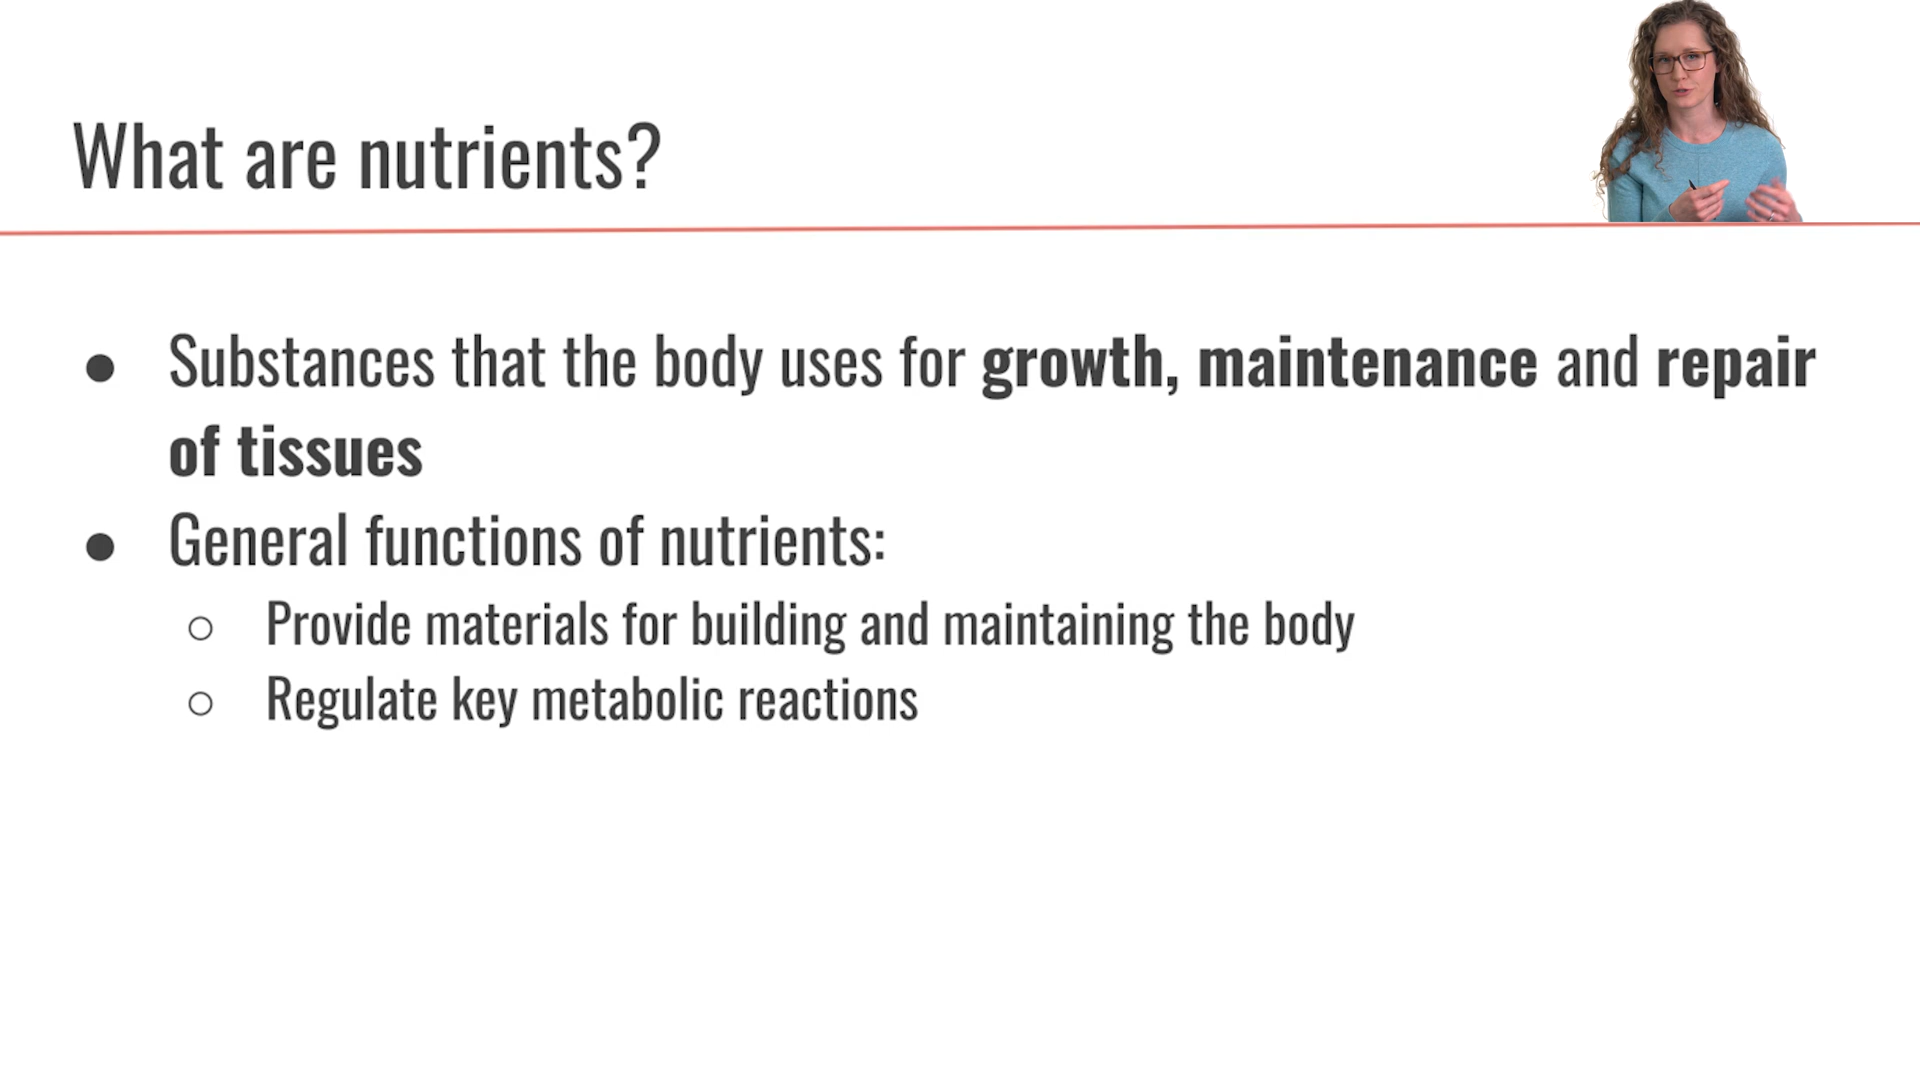 What are nutrients?
● Substances that the body uses for growth, maintenance and repair
of tissues
● General functions of nutrients:
○ Provide materials for building and maintaining the body
○ Regulate key metabolic reactions